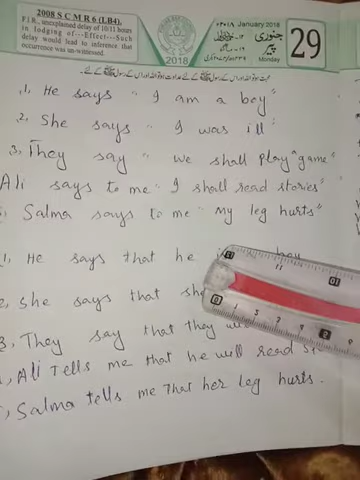 2008 S C M R 6 (LB4).
F.I.R., unexplained delay of 10/11 hours
in lodging of---Effect---Such
delay would lead to inference that
occurrence was un-witnessed.
2018
January 2018
جنوری
پیر
Monday
29
.1, He says " I am a boy
2. She says " I was ill"
3, They say " we shall play "game"
Ali says to me " I shall read stories"
Salma says to me " My leg hurts"
1, He says that he
2, She says that she
3, They say that they
, Ali tells me that he will read
, Salma tells me that her leg hurts.